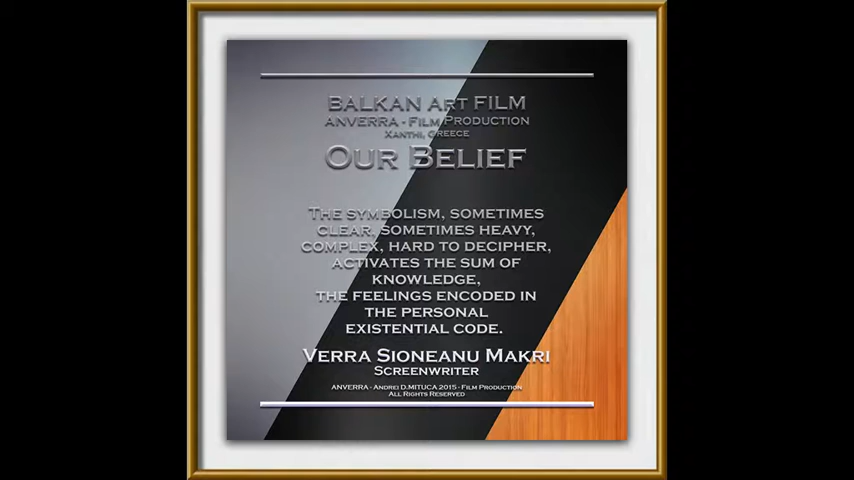 BALKAN ART FILM
ANVERRA - FILM PRODUCTION
XANTHI, GREECE
OUR BELIEF
THE SYMBOLISM, SOMETIMES
CLEAR, SOMETIMES HEAVY,
COMPLEX, HARD TO DECIPHER,
ACTIVATES THE SUM OF
KNOWLEDGE,
THE FEELINGS ENCODED IN
THE PERSONAL
EXISTENTIAL CODE.
VERRA SIONEANU MAKRI
SCREENWRITER
ANVERRA - ANDREI D.MITUCA 2015 - FILM PRODUCTION
ALL RIGHTS RESERVED